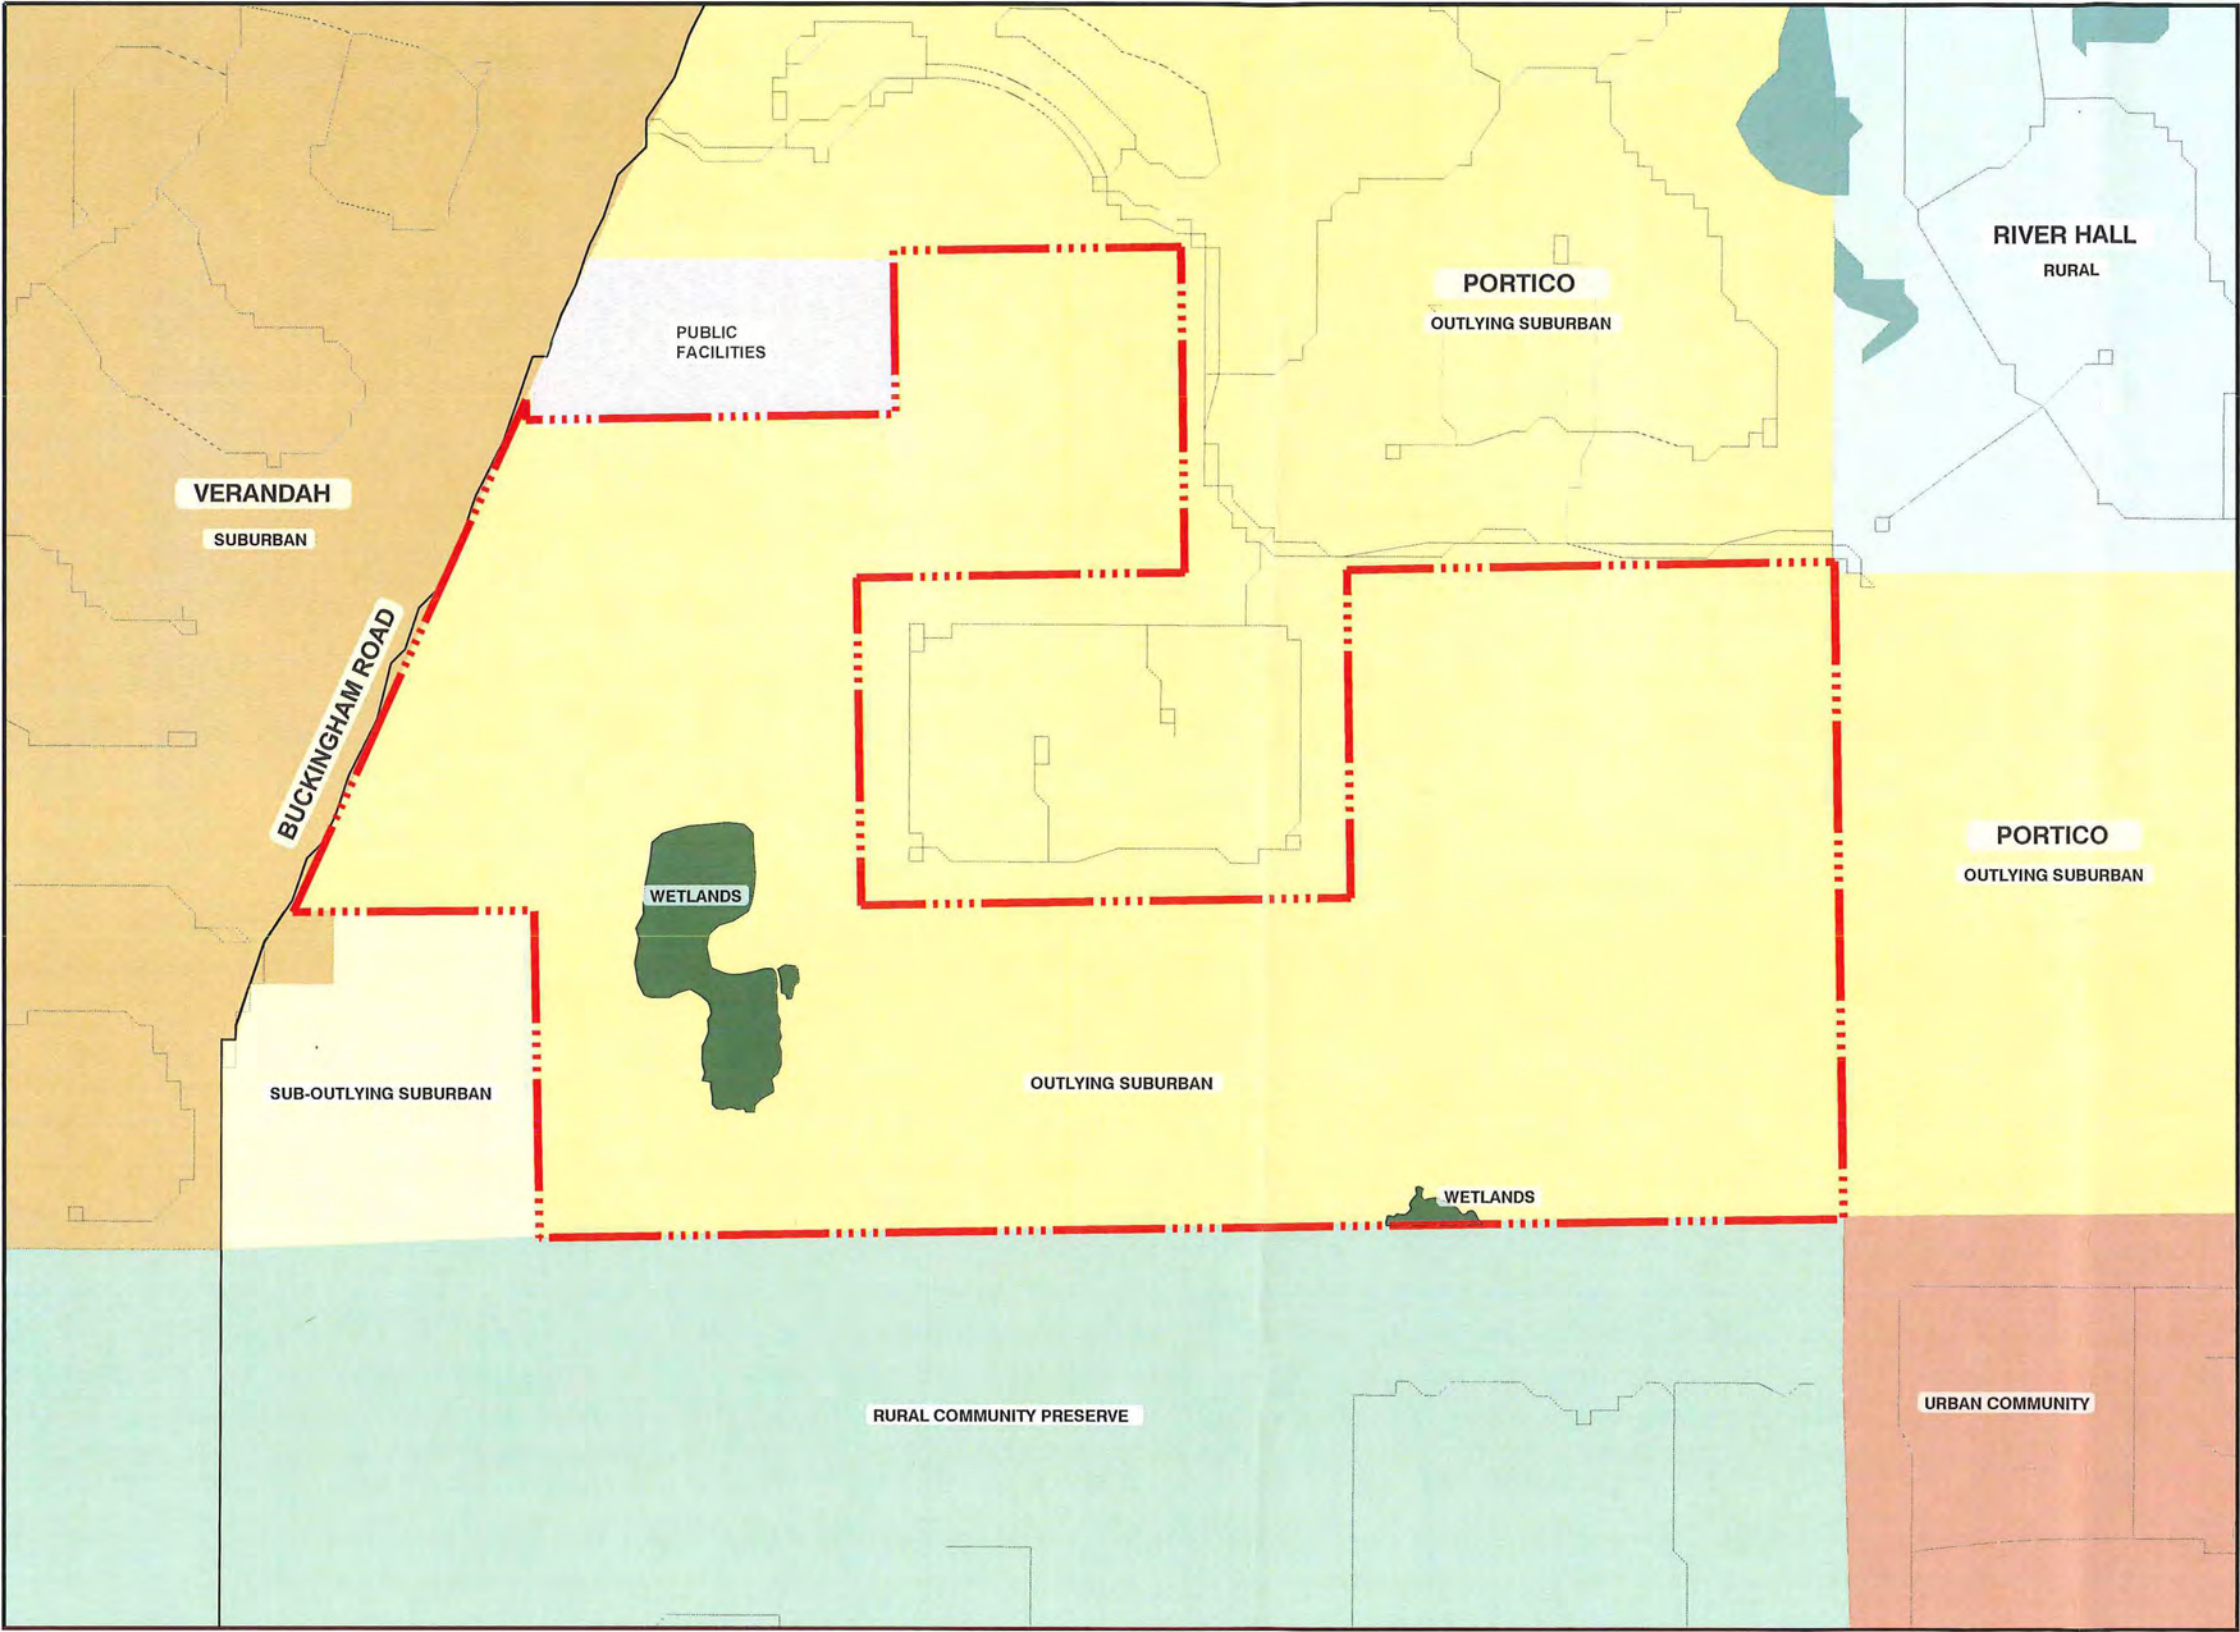 RIVER HALL
RURAL
PORTICO
OUTLYING SUBURBAN
PUBLIC
FACILITIES
VERANDAH
SUBURBAN
BUCKINGHAM ROAD
PORTICO
OUTLYING SUBURBAN
WETLANDS
OUTLYING SUBURBAN
SUB-OUTLYING SUBURBAN
WETLANDS
RURAL COMMUNITY PRESERVE
URBAN COMMUNITY